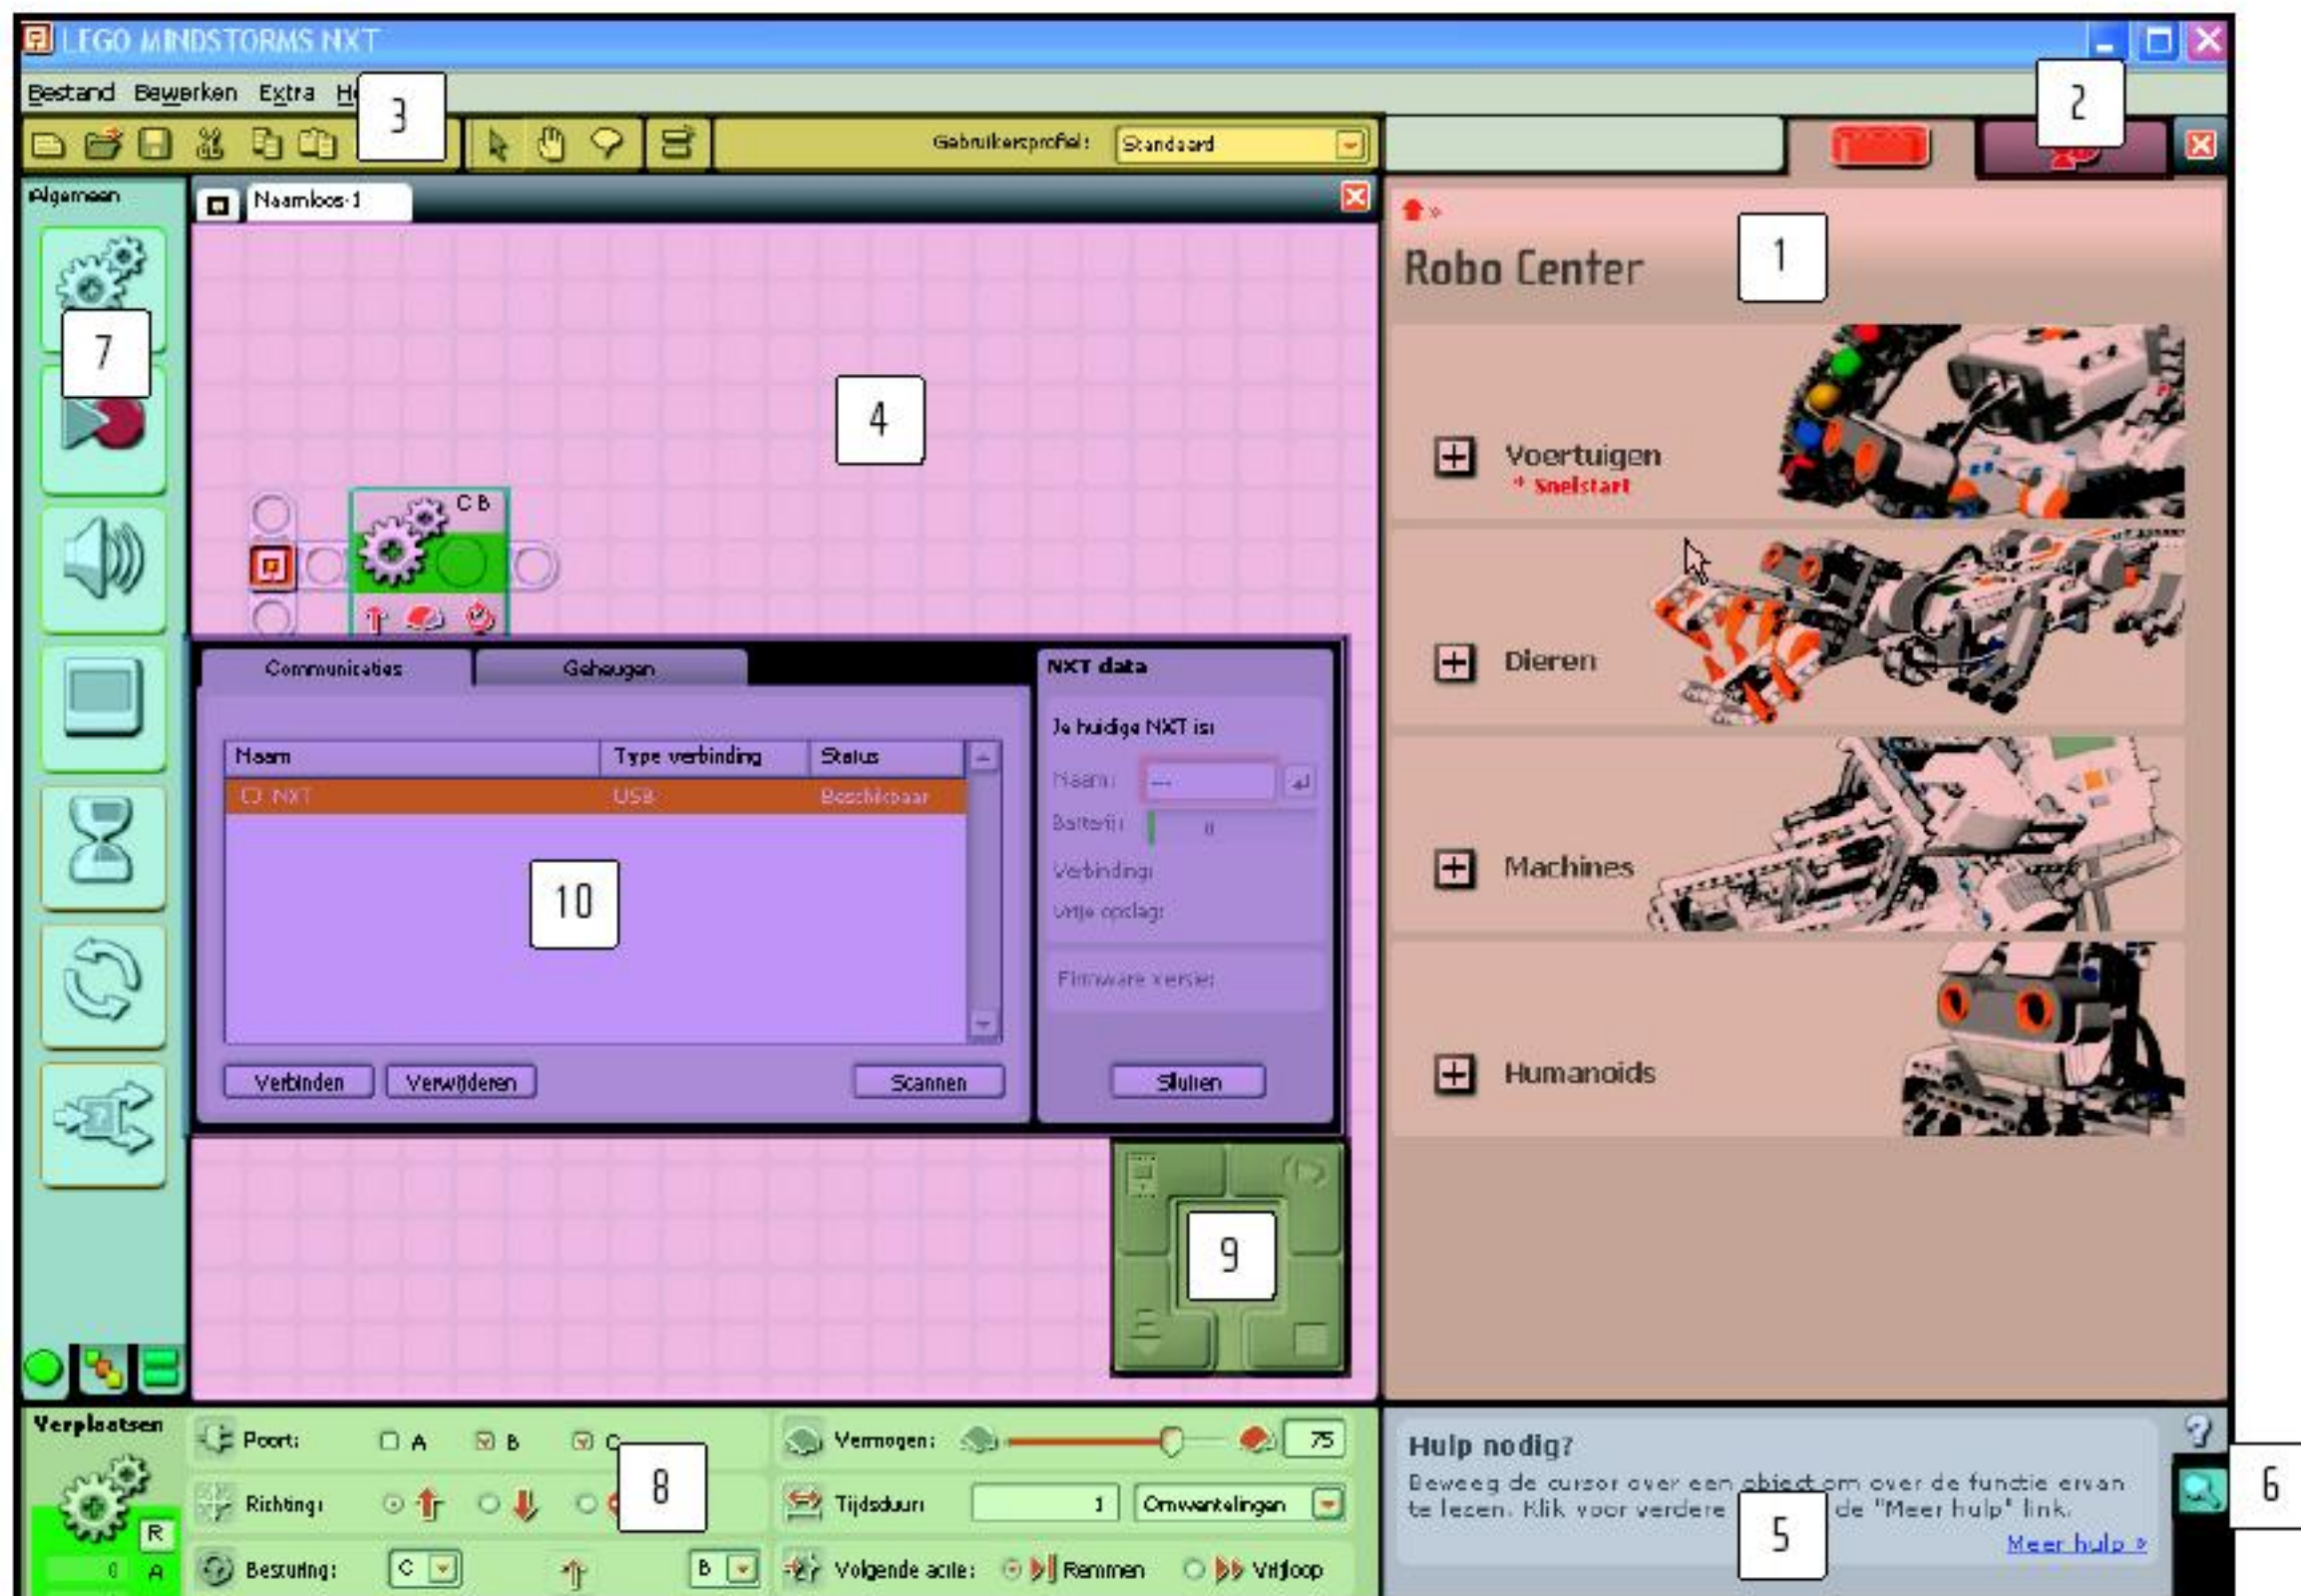 LEGO MINDSTORMS NXT
Bestand Bewerken Extra
3
2
Gebruikersprofiel: Standaard
Algemeen
Naamloos-1
7
4
C B
Communicaties Geheugen
Naam Type verbinding Status
NXT USB Beschikbaar
10
Verbinden Verwijderen Scannen
NXT data
Je huidige NXT is:
Naam: ---
Batterij: 0
Verbinding:
Vrije opslag:
Firmware versie:
Sluiten
9
Robo Center
1
Voertuigen
* Snelstart
Dieren
Machines
Humanoids
Verplaatsen
R
0 A
Poort: A B C
Richting:
Besturing: C B
8
Vermogen: 75
Tijdsduur: 1 Omwentelingen
Volgende actie: Remmen Vrijloop
Hulp nodig?
Beweeg de cursor over een object om over de functie ervan
te lezen. Klik voor verdere de "Meer hulp" link.
Meer hulp »
5
6